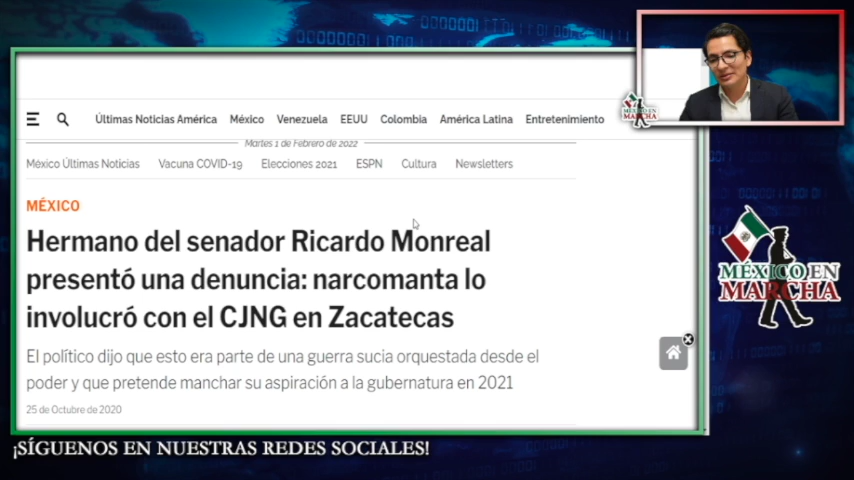 Últimas Noticias América México Venezuela EEUU Colombia América Latina Entretenimiento
Martes 1 de Febrero de 2022
México Últimas Noticias Vacuna COVID-19 Elecciones 2021 ESPN Cultura Newsletters
MÉXICO
Hermano del senador Ricardo Monreal
presentó una denuncia: narcomanta lo
involucró con el CJNG en Zacatecas
El político dijo que esto era parte de una guerra sucia orquestada desde el
poder y que pretende manchar su aspiración a la gubernatura en 2021
25 de Octubre de 2020
MÉXICO EN
MARCHA
MÉXICO EN
MARCHA
¡SÍGUENOS EN NUESTRAS REDES SOCIALES!